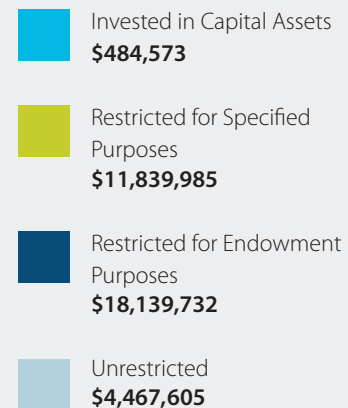 Invested in Capital Assets
$484,573
Restricted for Specified
Purposes
$11,839,985
Restricted for Endowment
Purposes
$18,139,732
Unrestricted
$4,467,605